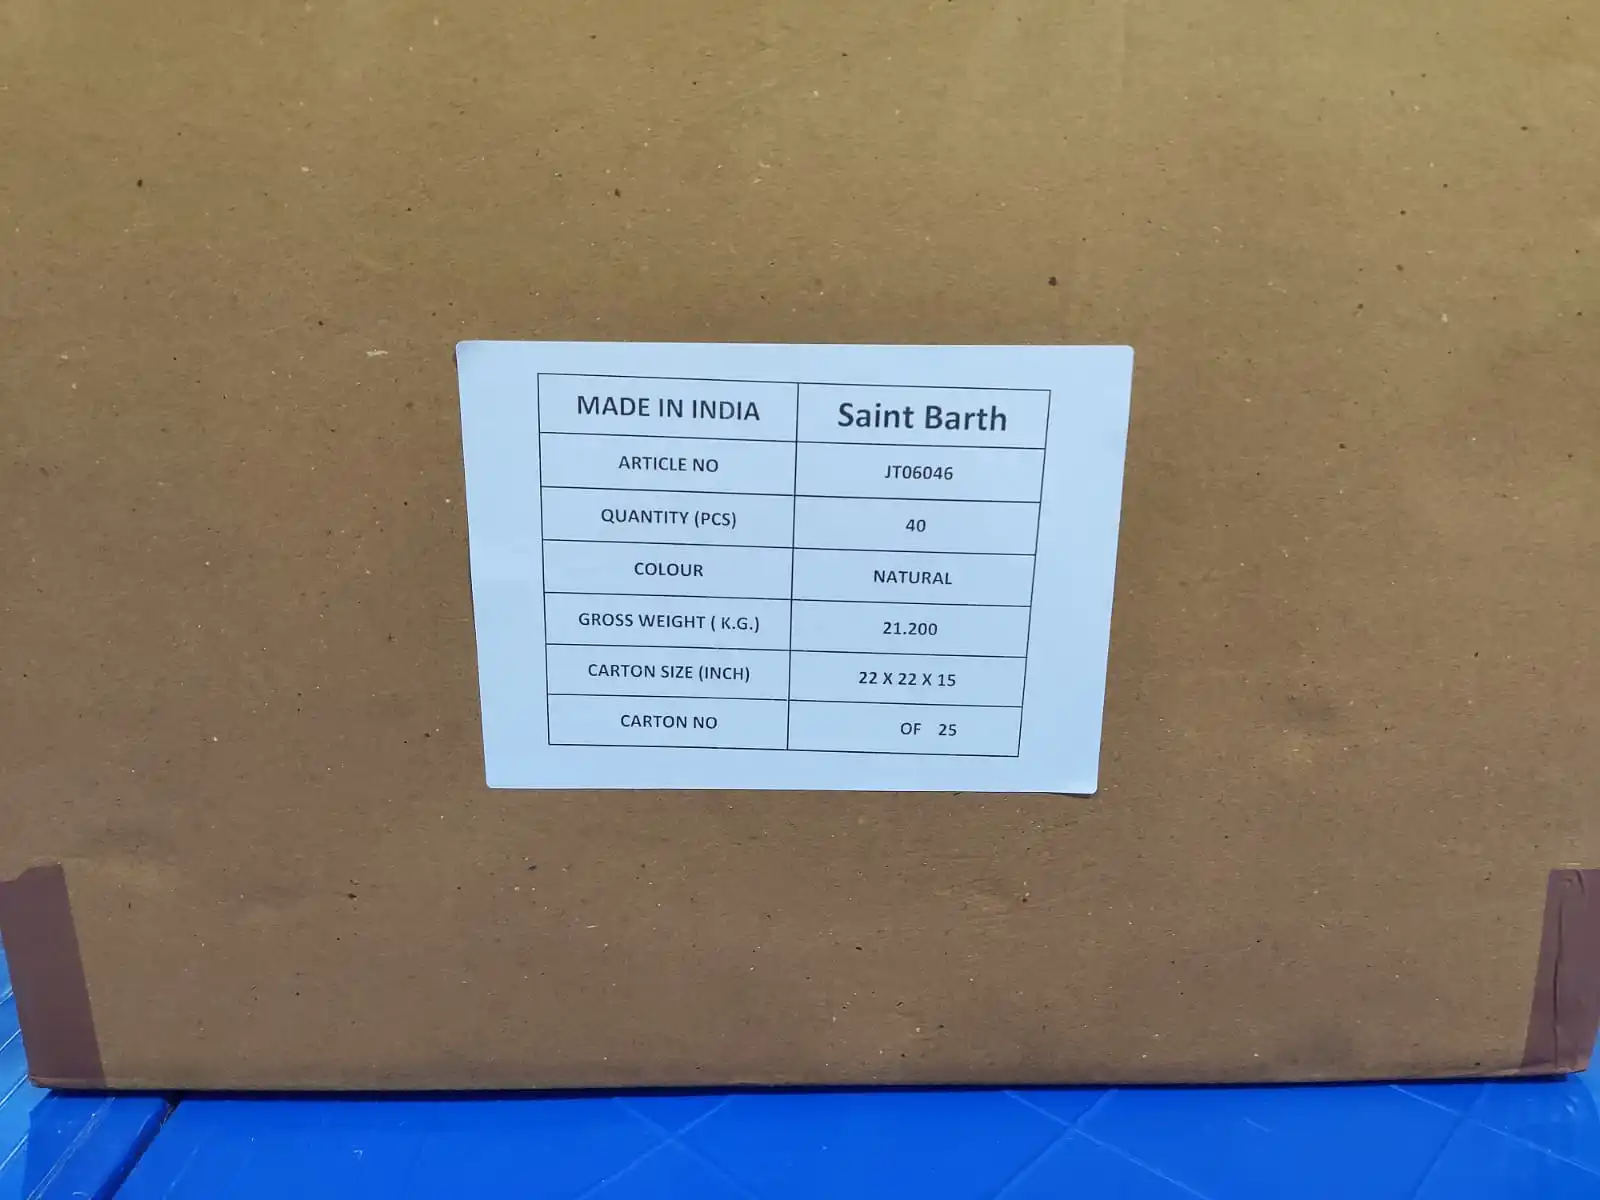 MADE IN INDIA Saint Barth
ARTICLE NO JT06046
QUANTITY (PCS) 40
COLOUR NATURAL
GROSS WEIGHT ( K.G.) 21.200
CARTON SIZE (INCH) 22 X 22 X 15
CARTON NO OF 25